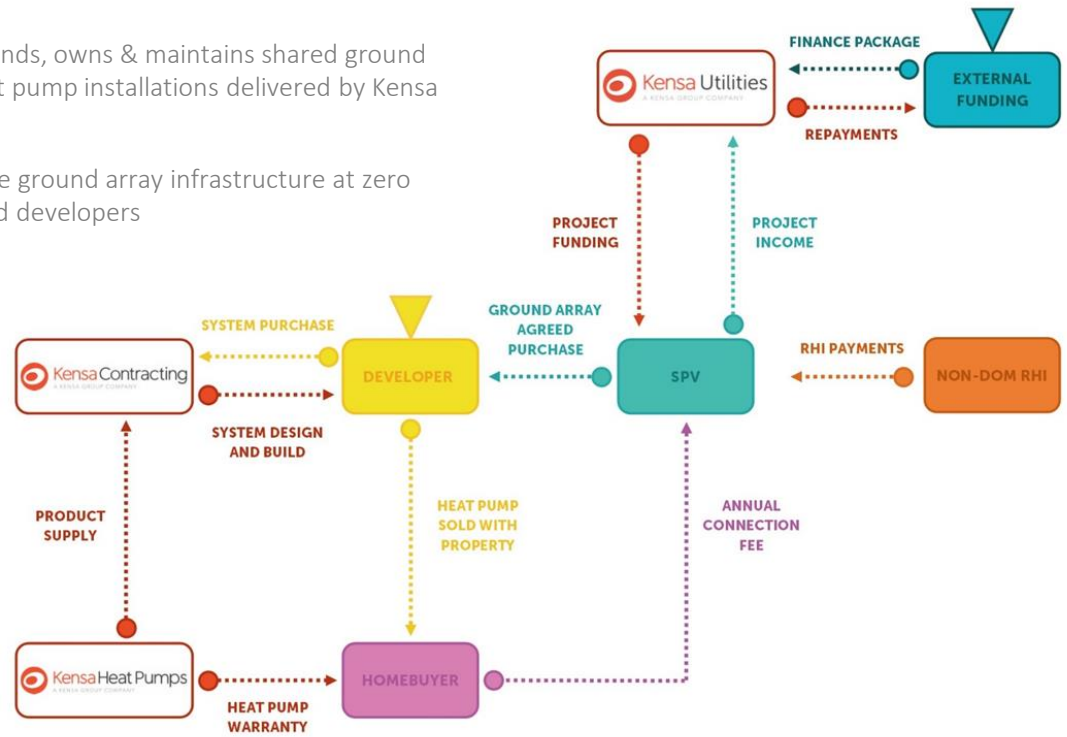 nds, owns & maintains shared ground
t pump installations delivered by Kensa
e ground array infrastructure at zero
d developers
FINANCE PACKAGE
Kensa Utilities
A KENSA GROUP COMPANY
EXTERNAL
FUNDING
REPAYMENTS
PROJECT
FUNDING
PROJECT
INCOME
SYSTEM PURCHASE
GROUND ARRAY
AGREED
PURCHASE
RHI PAYMENTS
Kensa Contracting
A KENSA GROUP COMPANY
DEVELOPER
SPV
NON-DOM RHI
SYSTEM DESIGN
AND BUILD
PRODUCT
SUPPLY
HEAT PUMP
SOLD WITH
PROPERTY
ANNUAL
CONNECTION
FEE
Kensa Heat Pumps
A KENSA GROUP COMPANY
HOMEBUYER
HEAT PUMP
WARRANTY